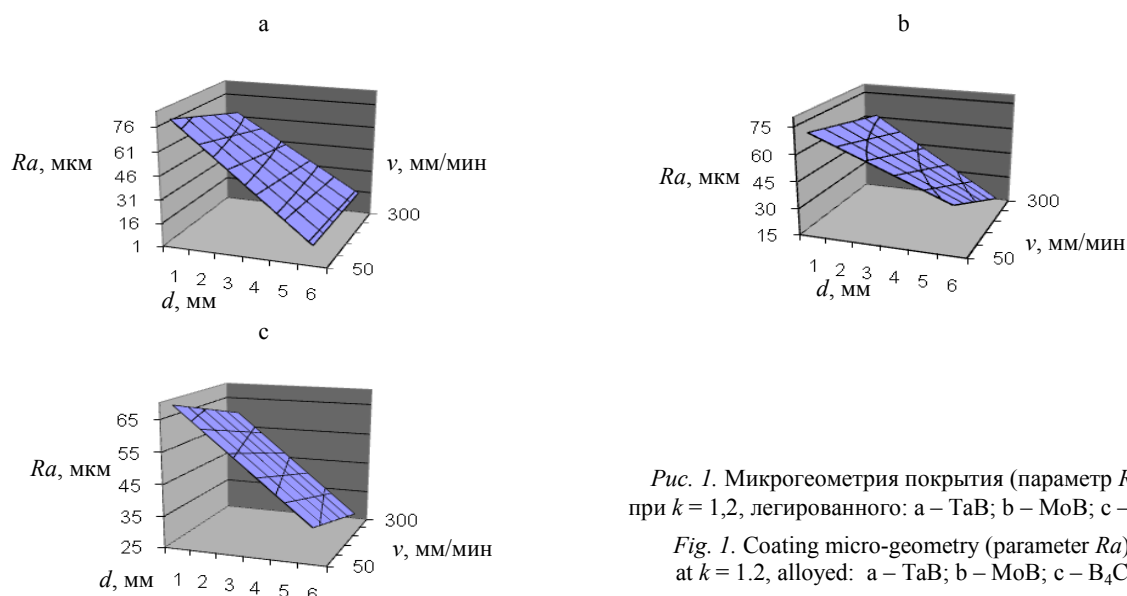 a
76
61
46
31
16
1
Ra, мкм
v, мм/мин
300
50
1 2 3 4 5 6
d, мм
b
75
60
45
30
15
Ra, мкм
300
v, мм/мин
50
1 2 3 4 5 6
d, мм
c
65
55
45
35
25
Ra, мкм
300
v, мм/мин
50
d, мм 1 2 3 4 5 6
Рис. 1. Микрогеометрия покрытия (параметр R
при k = 1,2, легированного: a – TaB; b – MoB; c –
Fig. 1. Coating micro-geometry (parameter Ra)
at k = 1.2, alloyed: a – TaB; b – MoB; c – B₄C